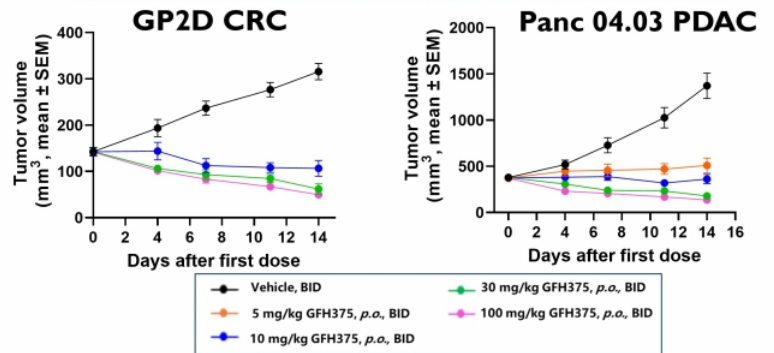 GP2D CRC
Tumor volume
(mm³, mean ± SEM)
400
300
200
100
0
0 2 4 6 8 10 12 14
Days after first dose
Panc 04.03 PDAC
Tumor volume
(mm³, mean ± SEM)
2000
1500
1000
500
0
0 2 4 6 8 10 12 14 16
Days after first dose
Vehicle, BID
5 mg/kg GFH375, p.o., BID
10 mg/kg GFH375, p.o., BID
30 mg/kg GFH375, p.o., BID
100 mg/kg GFH375, p.o., BID